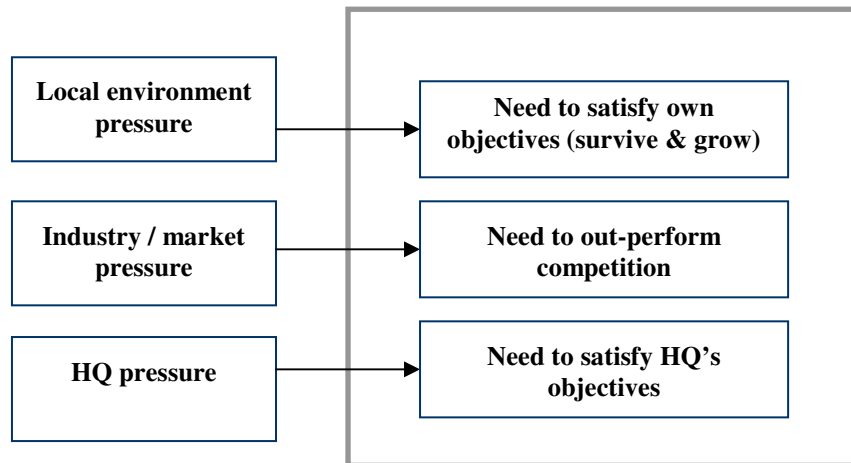 Local environment
pressure
Need to satisfy own
objectives (survive & grow)
Industry / market
pressure
Need to out-perform
competition
HQ pressure
Need to satisfy HQ’s
objectives